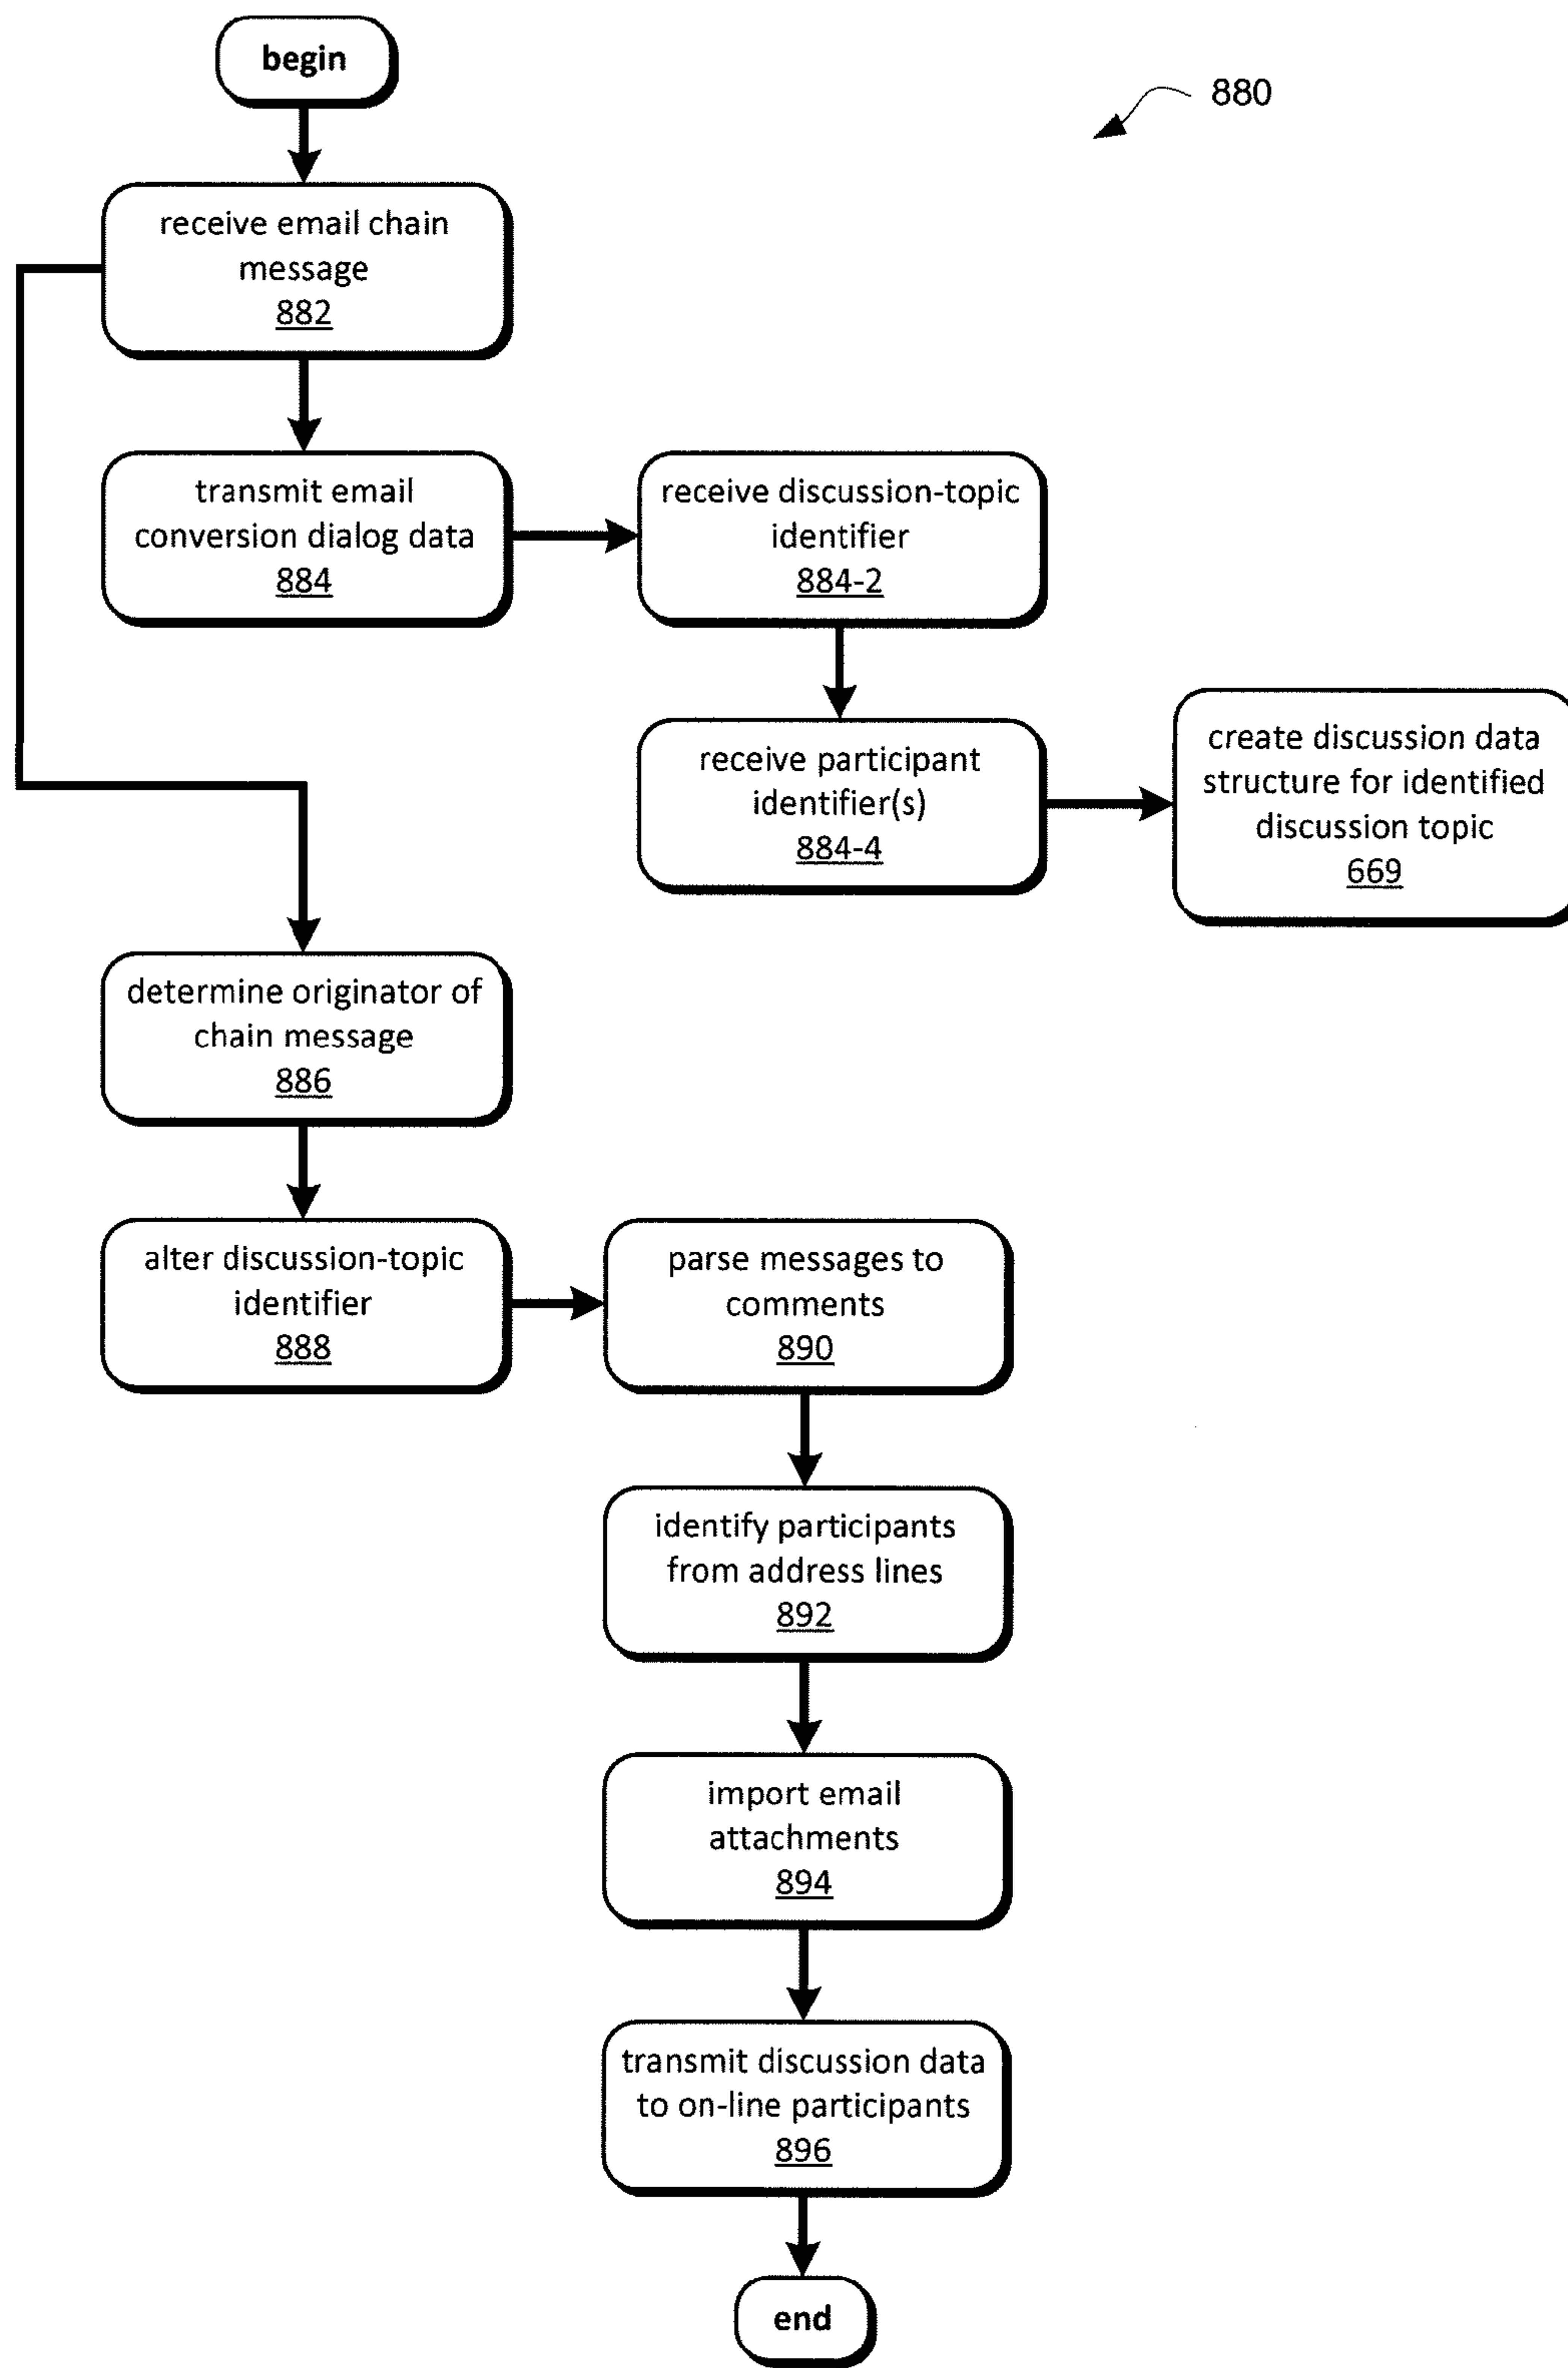 begin
880
receive email chain
message
882
transmit email
conversion dialog data
884
receive discussion-topic
identifier
884-2
receive participant
identifier(s)
884-4
create discussion data
structure for identified
discussion topic
669
determine originator of
chain message
886
alter discussion-topic
identifier
888
parse messages to
comments
890
identify participants
from address lines
892
import email
attachments
894
transmit discussion data
to on-line participants
896
end